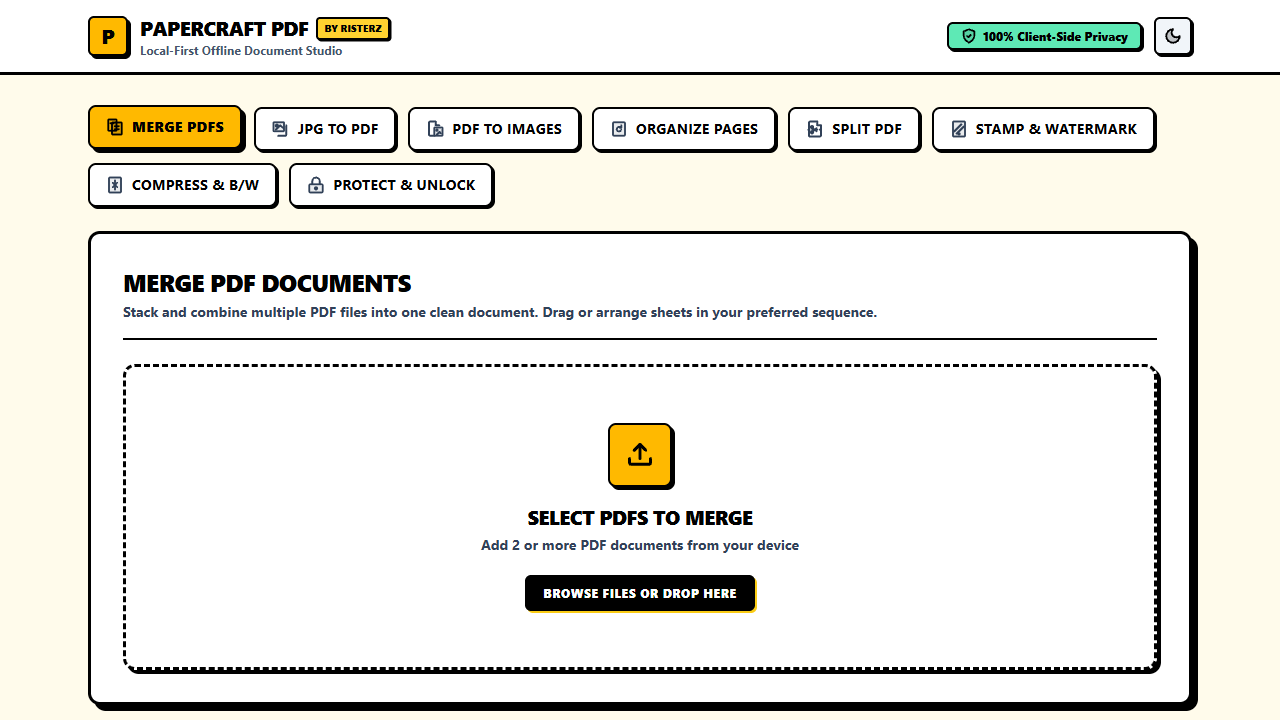 P
PAPERCRAFT PDF BY RISTERZ
Local-First Offline Document Studio
100% Client-Side Privacy
MERGE PDFS
JPG TO PDF
PDF TO IMAGES
ORGANIZE PAGES
SPLIT PDF
STAMP & WATERMARK
COMPRESS & B/W
PROTECT & UNLOCK
MERGE PDF DOCUMENTS
Stack and combine multiple PDF files into one clean document. Drag or arrange sheets in your preferred sequence.
SELECT PDFS TO MERGE
Add 2 or more PDF documents from your device
BROWSE FILES OR DROP HERE